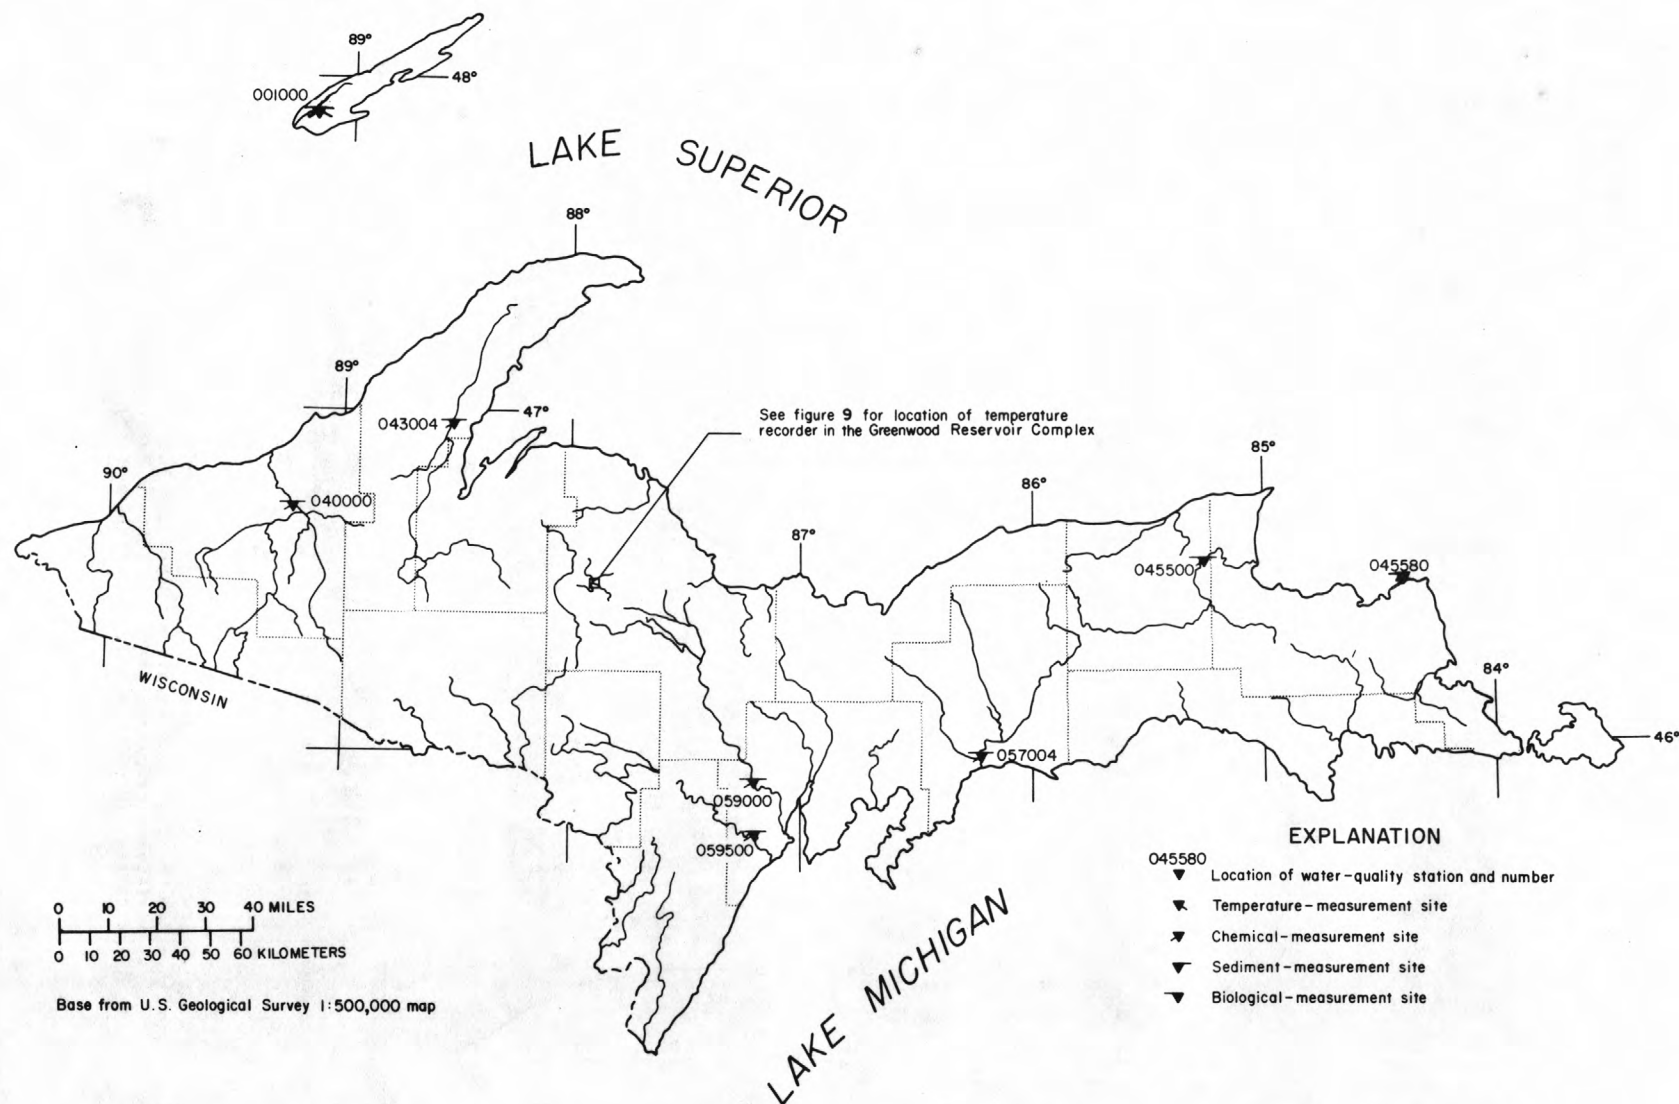 89°
48°
001000
LAKE SUPERIOR
88°
89°
47°
043004
See figure 9 for location of temperature
recorder in the Greenwood Reservoir Complex
85°
90°
86°
040000
87°
045500
045580
84°
WISCONSIN
46°
057004
059000
059500
EXPLANATION
045580
Location of water-quality station and number
Temperature-measurement site
Chemical-measurement site
Sediment-measurement site
Biological-measurement site
0 10 20 30 40 MILES
0 10 20 30 40 50 60 KILOMETERS
Base from U.S. Geological Survey 1:500,000 map
LAKE MICHIGAN